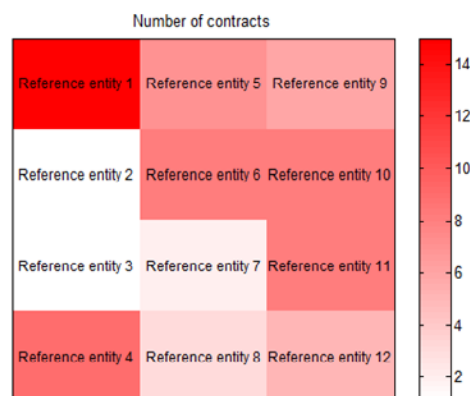 Number of contracts
Reference entity 1 Reference entity 5 Reference entity 9
Reference entity 2 Reference entity 6 Reference entity 10
Reference entity 3 Reference entity 7 Reference entity 11
Reference entity 4 Reference entity 8 Reference entity 12
14
12
10
8
6
4
2